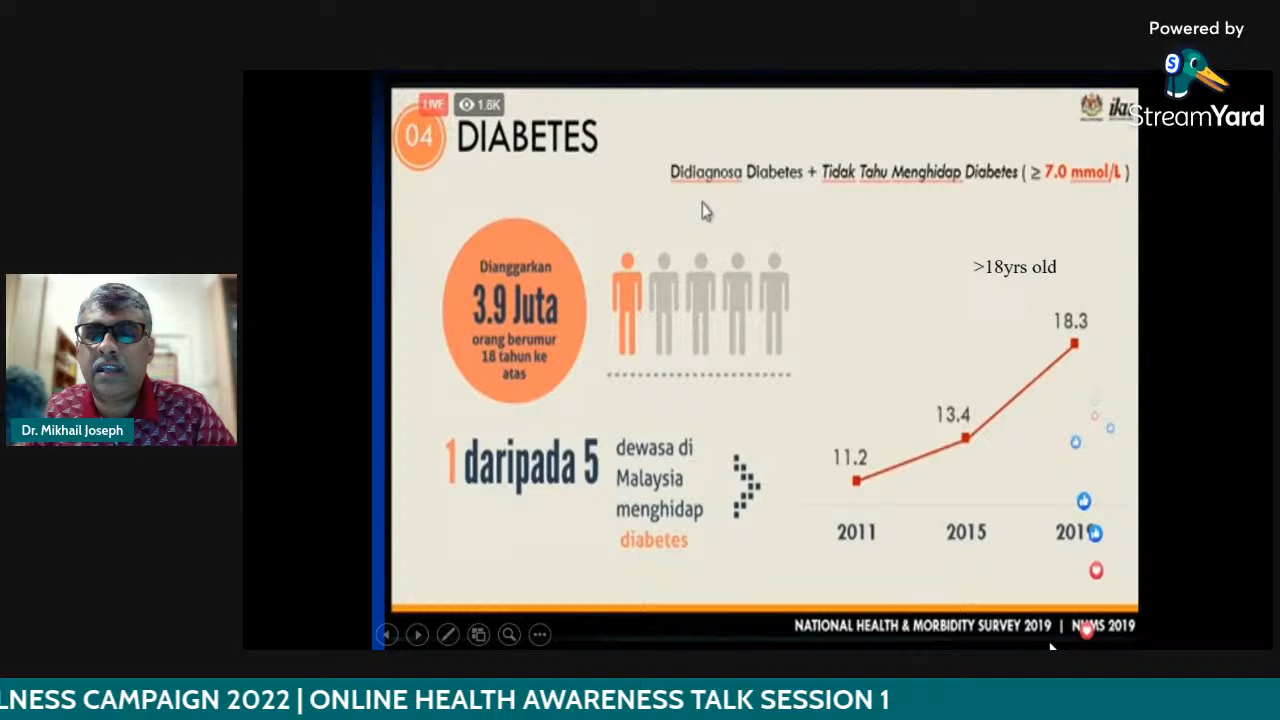 Powered by
StreamYard
LIVE
1.8K
04
DIABETES
Didiagnosa Diabetes + Tidak Tahu Menghidap Diabetes ( ≥ 7.0 mmol/L )
Dianggarkan
3.9 Juta
orang berumur
18 tahun ke
atas
>18yrs old
18.3
13.4
11.2
1 daripada 5
dewasa di
Malaysia
menghidap
diabetes
2011
2015
2019
Dr. Mikhail Joseph
NATIONAL HEALTH & MORBIDITY SURVEY 2019 | NHMS 2019
LNESS CAMPAIGN 2022 | ONLINE HEALTH AWARENESS TALK SESSION 1